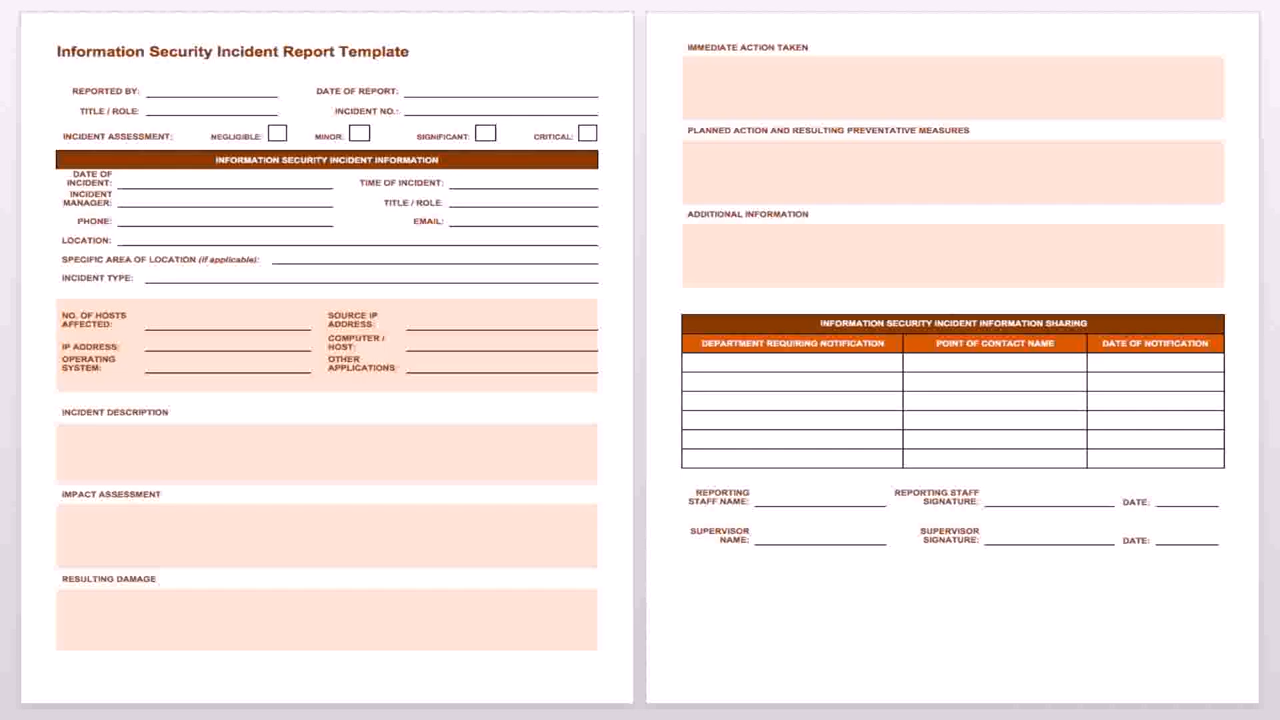 Information Security Incident Report Template
REPORTED BY: DATE OF REPORT:
TITLE / ROLE: INCIDENT NO.:
INCIDENT ASSESSMENT: NEGLIGIBLE: MINOR: SIGNIFICANT: CRITICAL:
INFORMATION SECURITY INCIDENT INFORMATION
DATE OF
INCIDENT: TIME OF INCIDENT:
INCIDENT
MANAGER: TITLE / ROLE:
PHONE: EMAIL:
LOCATION:
SPECIFIC AREA OF LOCATION (if applicable):
INCIDENT TYPE:
NO. OF HOSTS SOURCE IP
AFFECTED: ADDRESS:
COMPUTER /
IP ADDRESS: HOST:
OPERATING OTHER
SYSTEM: APPLICATIONS:
INCIDENT DESCRIPTION
IMPACT ASSESSMENT
RESULTING DAMAGE
IMMEDIATE ACTION TAKEN
PLANNED ACTION AND RESULTING PREVENTATIVE MEASURES
ADDITIONAL INFORMATION
INFORMATION SECURITY INCIDENT INFORMATION SHARING
DEPARTMENT REQUIRING NOTIFICATION POINT OF CONTACT NAME DATE OF NOTIFICATION
REPORTING REPORTING STAFF
STAFF NAME: SIGNATURE: DATE:
SUPERVISOR SUPERVISOR
NAME: SIGNATURE: DATE: